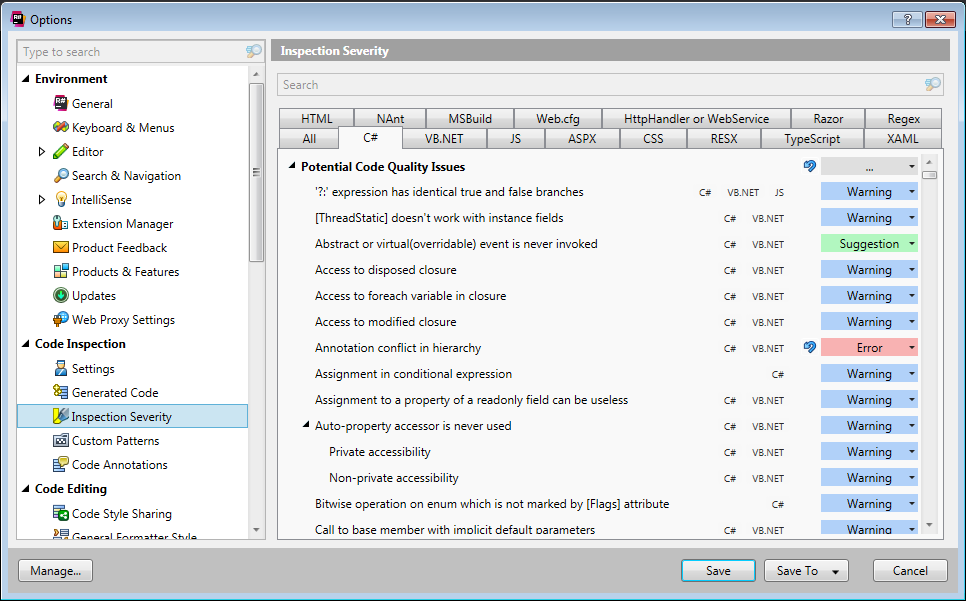 R#
Options
?
Type to search
Environment
R# General
Keyboard & Menus
Editor
Search & Navigation
IntelliSense
Extension Manager
Product Feedback
Products & Features
Updates
Web Proxy Settings
Code Inspection
Settings
Generated Code
Inspection Severity
Custom Patterns
Code Annotations
Code Editing
Code Style Sharing
General Formatter Style
Inspection Severity
Search
HTML NAnt MSBuild Web.cfg HttpHandler or WebService Razor Regex
All C# VB.NET JS ASPX CSS RESX TypeScript XAML
Potential Code Quality Issues ...
'?:' expression has identical true and false branches C# VB.NET JS Warning
[ThreadStatic] doesn't work with instance fields C# VB.NET Warning
Abstract or virtual(overridable) event is never invoked C# VB.NET Suggestion
Access to disposed closure C# VB.NET Warning
Access to foreach variable in closure C# VB.NET Warning
Access to modified closure C# VB.NET Warning
Annotation conflict in hierarchy C# VB.NET Error
Assignment in conditional expression C# Warning
Assignment to a property of a readonly field can be useless C# VB.NET Warning
Auto-property accessor is never used C# VB.NET Warning
Private accessibility C# VB.NET Warning
Non-private accessibility C# VB.NET Warning
Bitwise operation on enum which is not marked by [Flags] attribute C# Warning
Call to base member with implicit default parameters C# VB.NET Warning
Manage... Save Save To Cancel